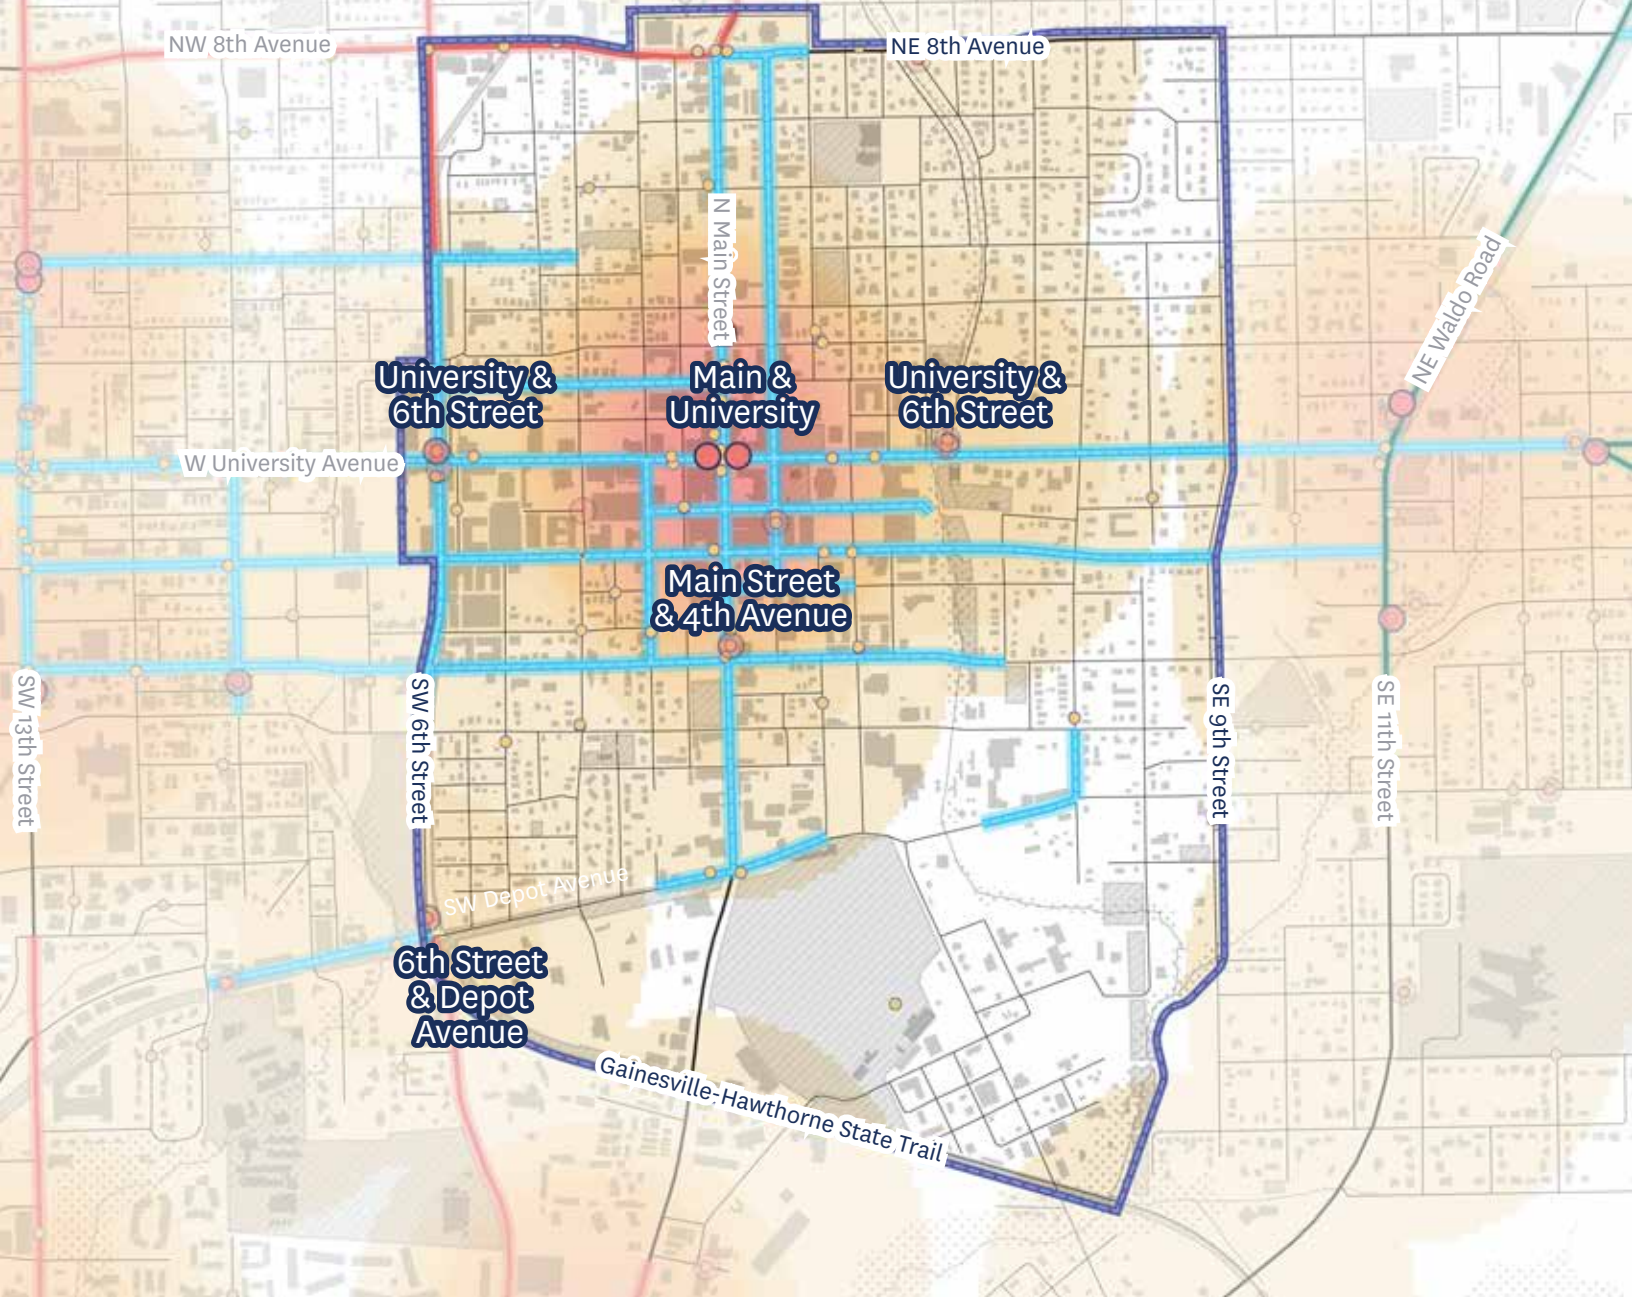 NW 8th Avenue
NE 8th Avenue
N Main Street
NE Waldo Road
University &
6th Street
Main &
University
University &
6th Street
W University Avenue
Main Street
& 4th Avenue
SW 13th Street
SW 6th Street
SE 9th Street
SE 11th Street
SW Depot Avenue
6th Street
& Depot
Avenue
Gainesville-Hawthorne State Trail